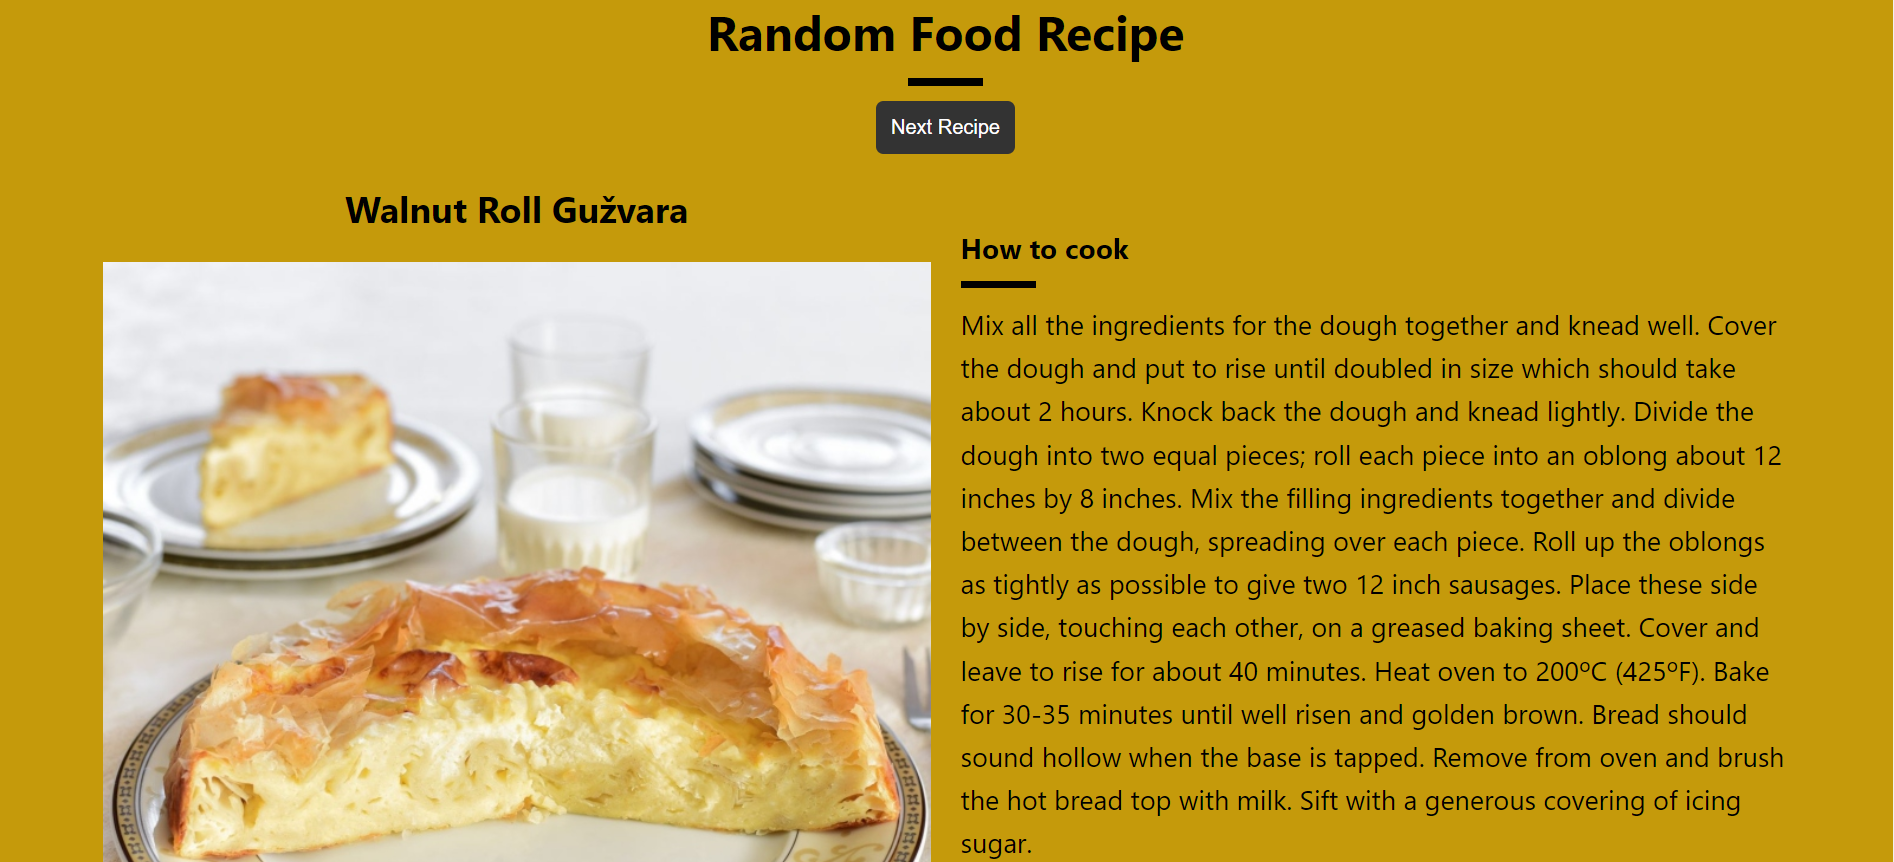 Random Food Recipe
Next Recipe
Walnut Roll Gužvara
How to cook
Mix all the ingredients for the dough together and knead well. Cover
the dough and put to rise until doubled in size which should take
about 2 hours. Knock back the dough and knead lightly. Divide the
dough into two equal pieces; roll each piece into an oblong about 12
inches by 8 inches. Mix the filling ingredients together and divide
between the dough, spreading over each piece. Roll up the oblongs
as tightly as possible to give two 12 inch sausages. Place these side
by side, touching each other, on a greased baking sheet. Cover and
leave to rise for about 40 minutes. Heat oven to 200ºC (425ºF). Bake
for 30-35 minutes until well risen and golden brown. Bread should
sound hollow when the base is tapped. Remove from oven and brush
the hot bread top with milk. Sift with a generous covering of icing
sugar.